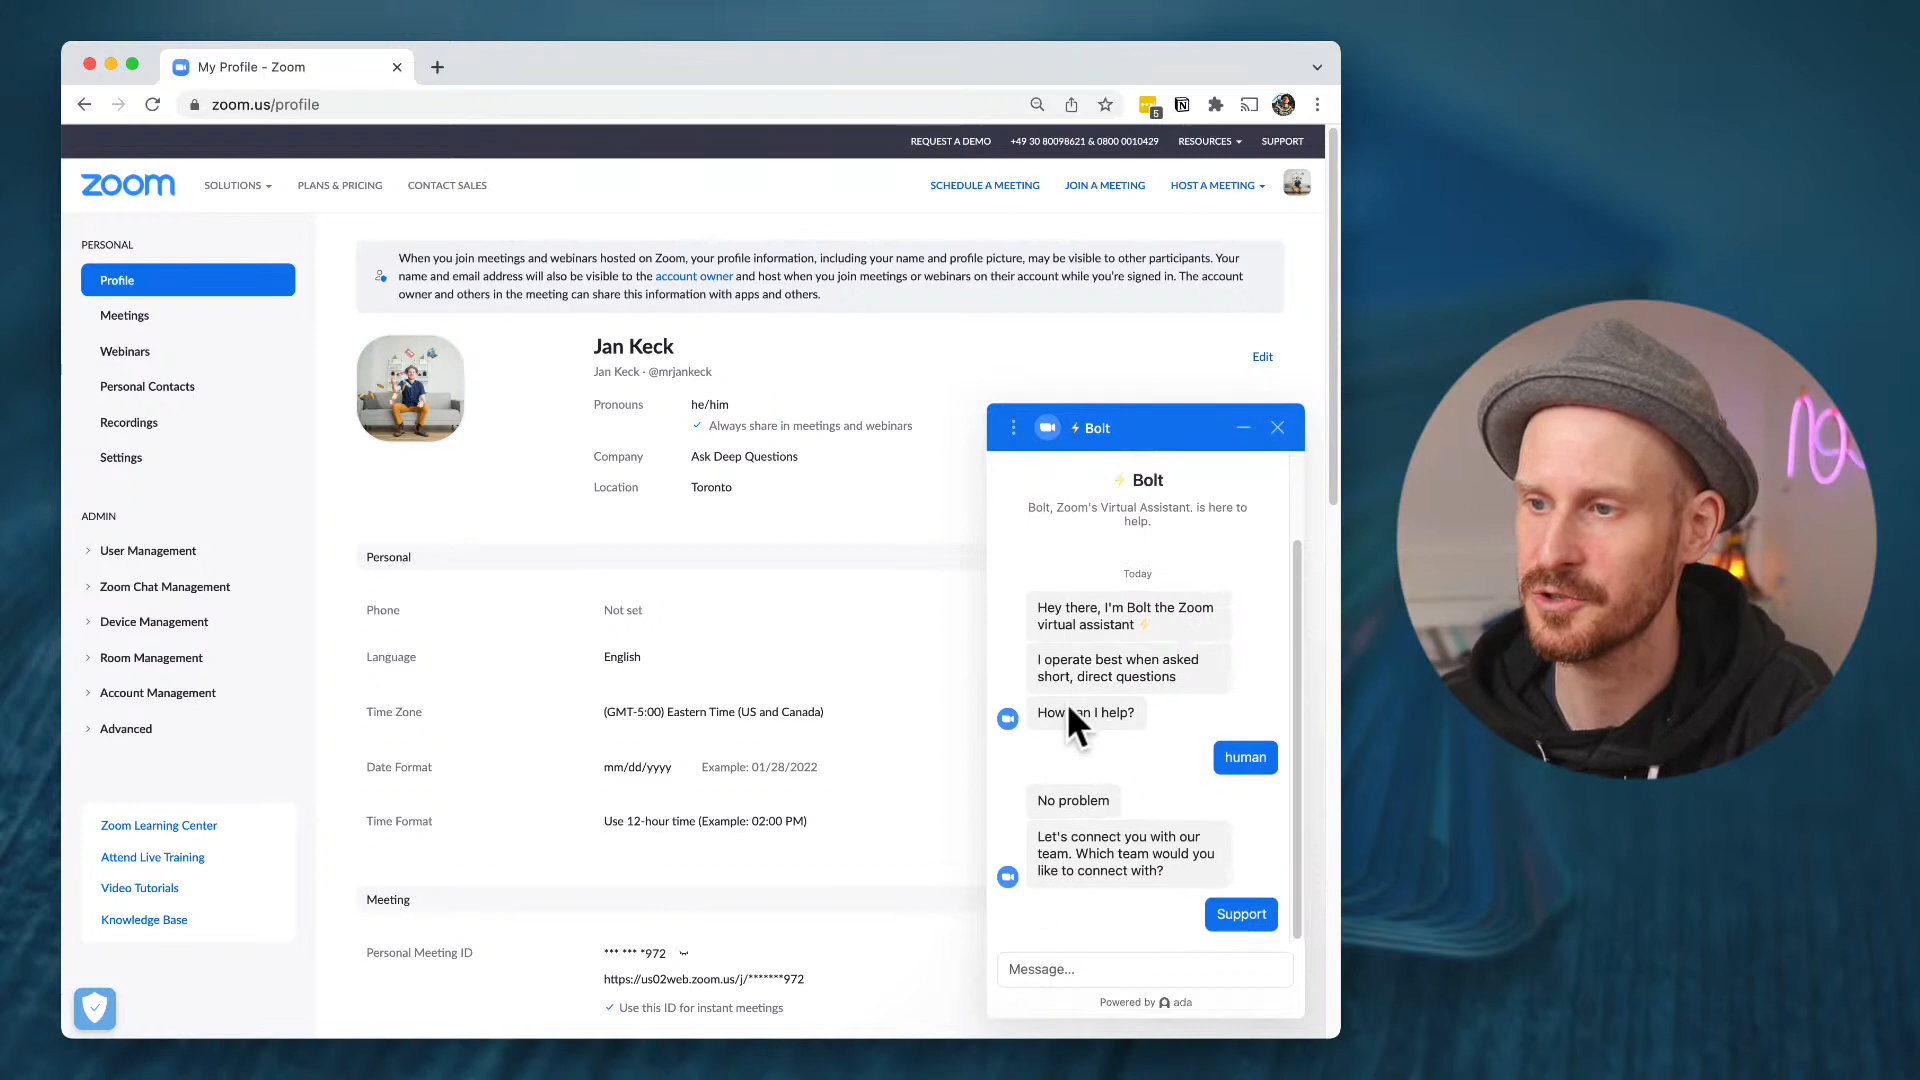 My Profile - Zoom
zoom.us/profile
5
REQUEST A DEMO
+49 30 80098621 & 0800 0010429
RESOURCES
SUPPORT
zoom
SOLUTIONS
PLANS & PRICING
CONTACT SALES
SCHEDULE A MEETING
JOIN A MEETING
HOST A MEETING
PERSONAL
Profile
Meetings
Webinars
Personal Contacts
Recordings
Settings
ADMIN
User Management
Zoom Chat Management
Device Management
Room Management
Account Management
Advanced
Zoom Learning Center
Attend Live Training
Video Tutorials
Knowledge Base
When you join meetings and webinars hosted on Zoom, your profile information, including your name and profile picture, may be visible to other participants. Your
name and email address will also be visible to the account owner and host when you join meetings or webinars on their account while you're signed in. The account
owner and others in the meeting can share this information with apps and others.
Jan Keck
Jan Keck · @mrjankeck
Edit
Pronouns
he/him
Always share in meetings and webinars
Company
Ask Deep Questions
Location
Toronto
Personal
Phone
Not set
Language
English
Time Zone
(GMT-5:00) Eastern Time (US and Canada)
Date Format
mm/dd/yyyy
Example: 01/28/2022
Time Format
Use 12-hour time (Example: 02:00 PM)
Meeting
Personal Meeting ID
*** *** *972
https://us02web.zoom.us/j/*******972
Use this ID for instant meetings
Bolt
Bolt
Bolt, Zoom's Virtual Assistant. is here to
help.
Today
Hey there, I'm Bolt the Zoom
virtual assistant
I operate best when asked
short, direct questions
How can I help?
human
No problem
Let's connect you with our
team. Which team would you
like to connect with?
Support
Message...
Powered by ada